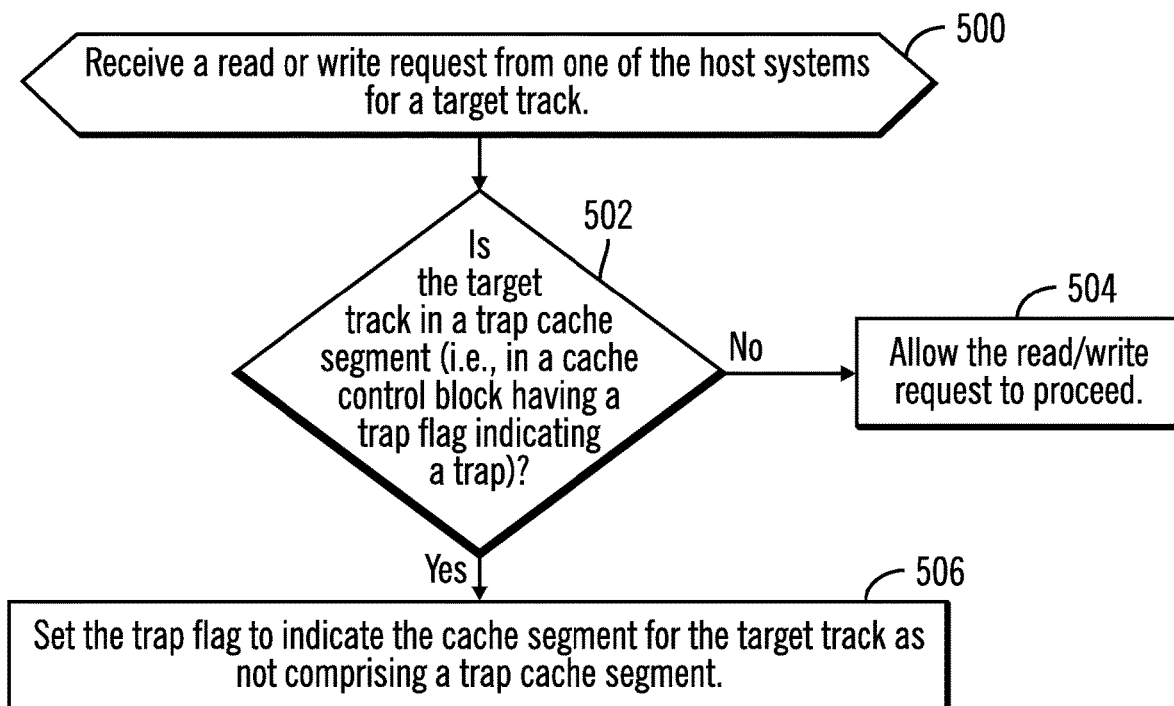 500
Receive a read or write request from one of the host systems
for a target track.
502
Is
the target
track in a trap cache
segment (i.e., in a cache
control block having a
trap flag indicating
a trap)?
No
504
Allow the read/write
request to proceed.
Yes
506
Set the trap flag to indicate the cache segment for the target track as
not comprising a trap cache segment.